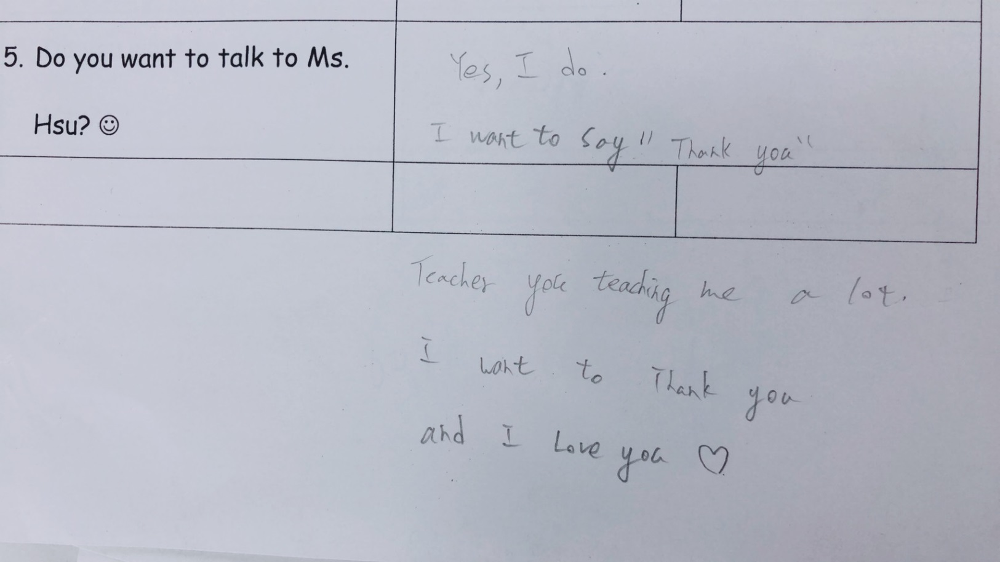 5. Do you want to talk to Ms.
Hsu? ☺
Yes, I do.
I want to say "Thank you"
Teacher you teaching me a lot.
I want to Thank you
and I Love you ♡